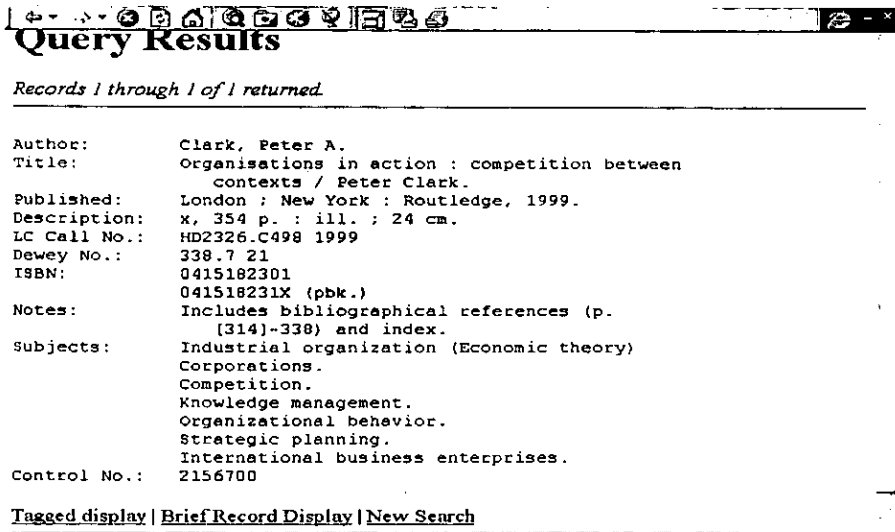 Query Results
Records 1 through 1 of 1 returned.
Author: Clark, Peter A.
Title: Organisations in action : competition between
contexts / Peter Clark.
Published: London ; New York : Routledge, 1999.
Description: x, 354 p. : ill. ; 24 cm.
LC Call No.: HD2326.C498 1999
Dewey No.: 338.7 21
ISBN: 0415182301
041518231X (pbk.)
Notes: Includes bibliographical references (p.
[314]-338) and index.
Subjects: Industrial organization (Economic theory)
Corporations.
Competition.
Knowledge management.
Organizational behavior.
Strategic planning.
International business enterprises.
Control No.: 2156700
Tagged display | Brief Record Display | New Search